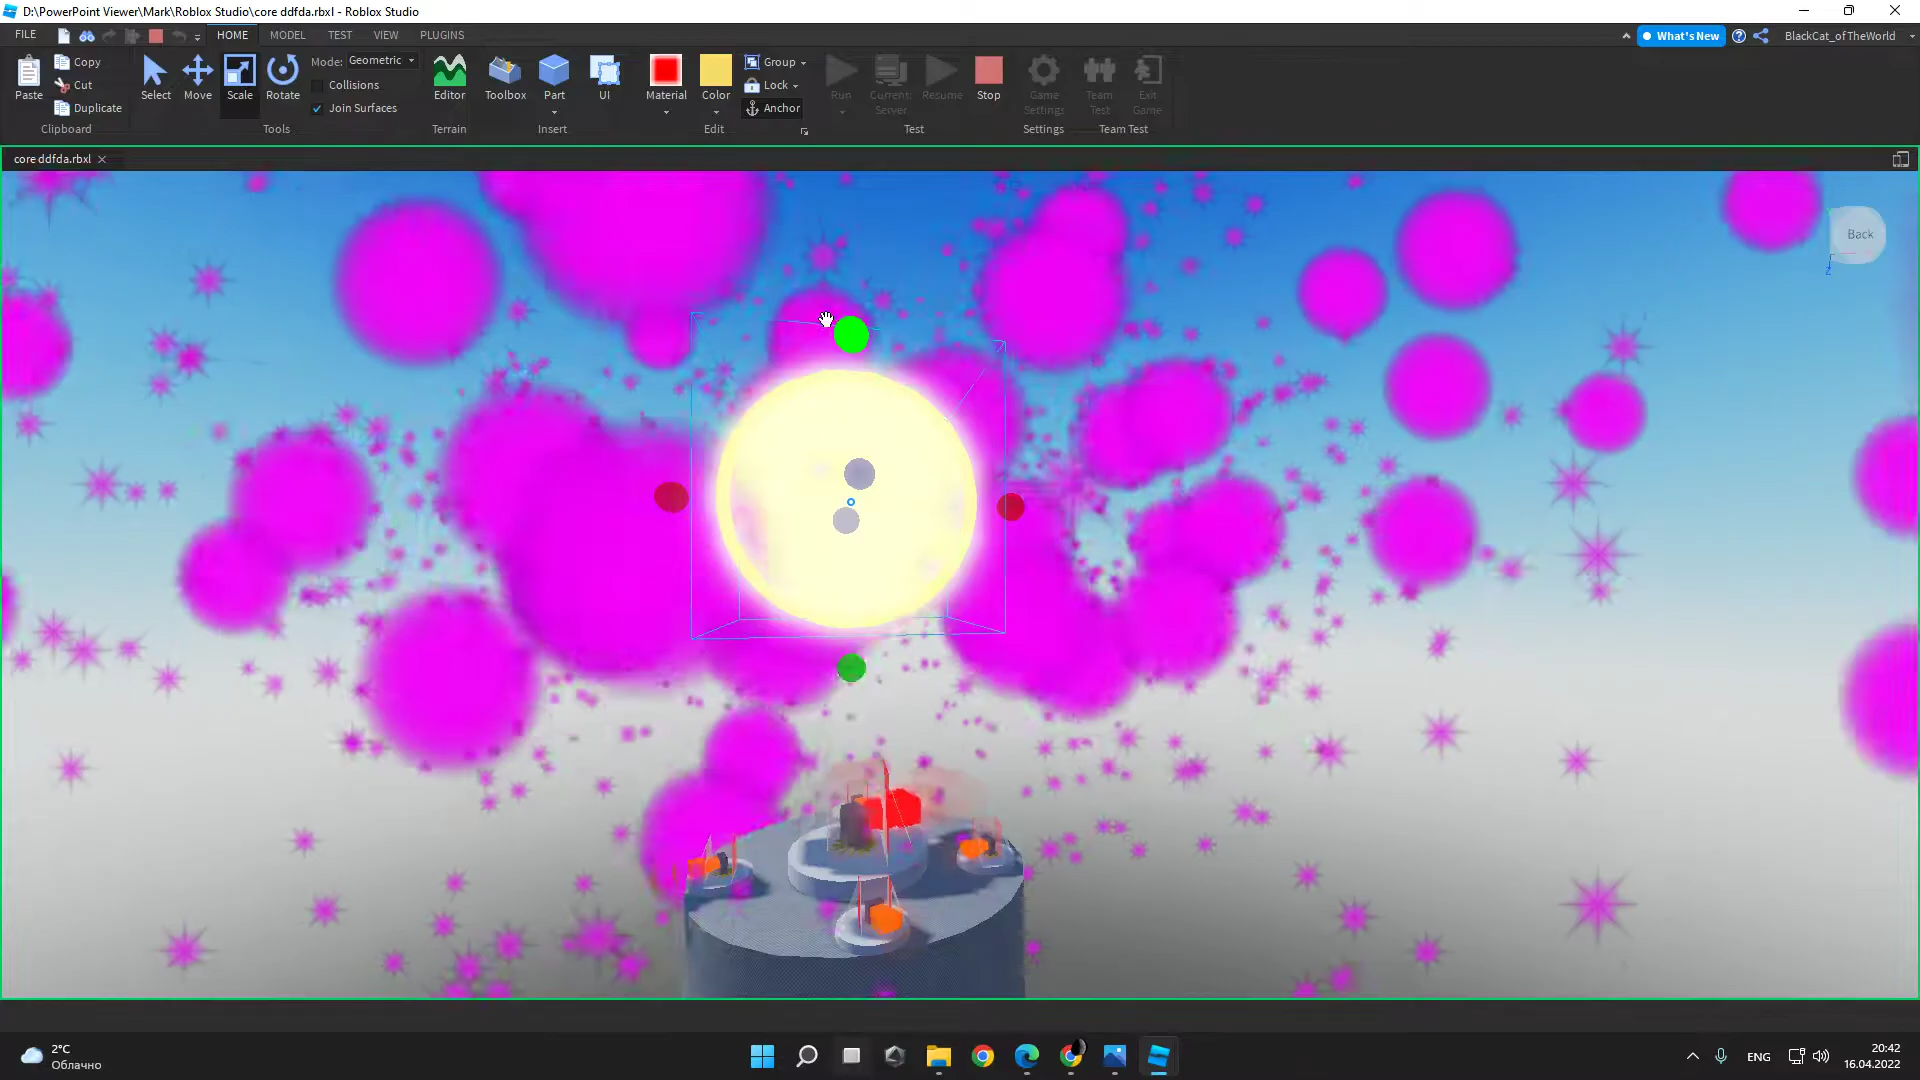 D:\PowerPoint Viewer\Mark\Roblox Studio\core ddfda.rbxl - Roblox Studio
FILE HOME MODEL TEST VIEW PLUGINS What's New BlackCat_ofTheWorld
Paste
Copy
Cut
Duplicate
Clipboard
Select Move Scale Rotate
Mode: Geometric
Collisions
Join Surfaces
Tools
Editor
Terrain
Toolbox Part UI
Insert
Material Color
Group
Lock
Anchor
Edit
Run
Current:
Server
Resume
Stop
Test
Game
Settings
Settings
Team
Test
Exit
Game
Team Test
core ddfda.rbxl
Back
Z
2°C
Облачно
ENG
20:42
16.04.2022